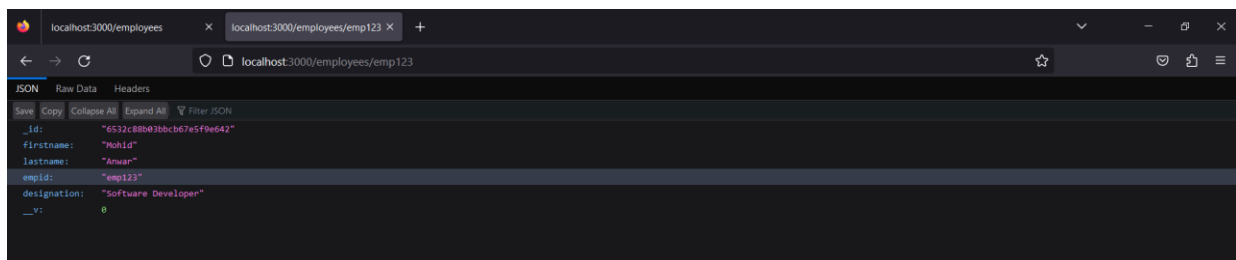 localhost:3000/employees × localhost:3000/employees/emp123 × +
localhost:3000/employees/emp123
JSON Raw Data Headers
Save Copy Collapse All Expand All Filter JSON
_id: "6532c88b03bbcb67e5f9e642"
firstname: "Mohid"
lastname: "Anwar"
empid: "emp123"
designation: "Software Developer"
__v: 0